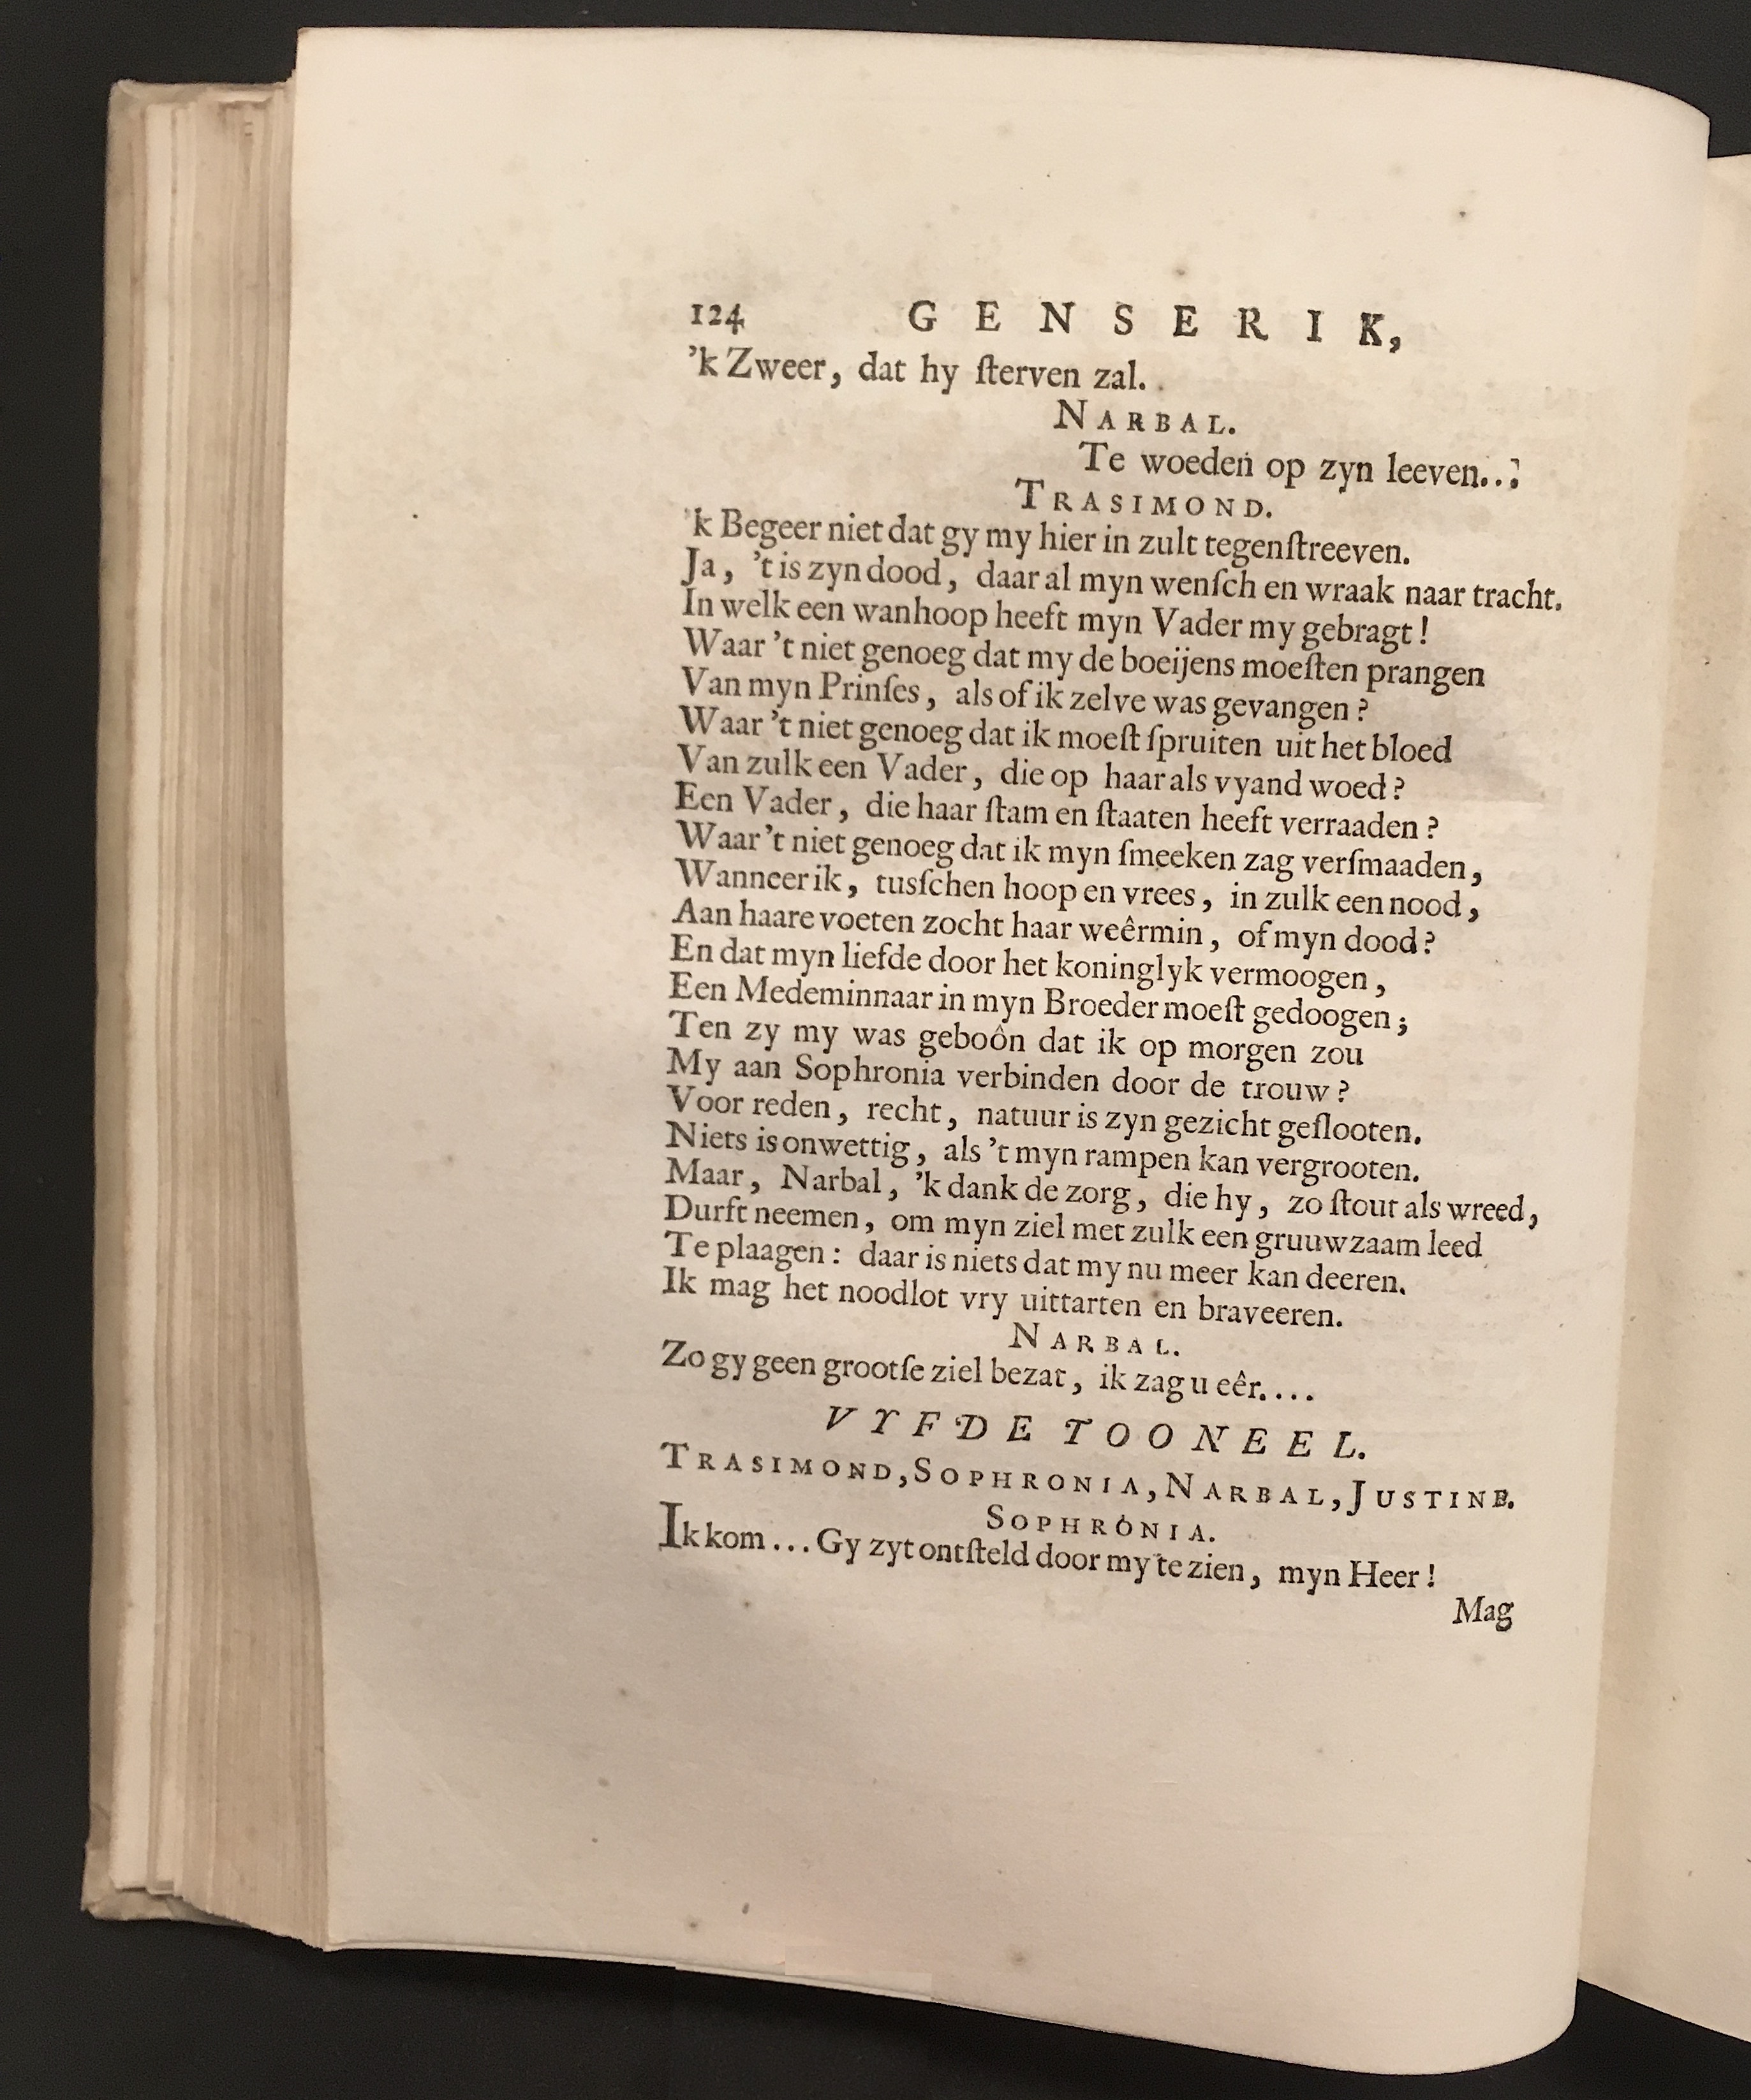 124 GENSERIK,
’k Zweer, dat hy ſterven zal.
NARBAL.
Te woeden op zyn leeven...
TRASIMOND.
’k Begeer niet dat gy my hier in zult tegenſtreeven.
Ja, ’t is zyn dood, daar al myn wenſch en wraak naar tracht.
In welk een wanhoop heeft myn Vader my gebragt!
Waar ’t niet genoeg dat my de boeijens moeſten prangen
Van myn Prinſes, als of ik zelve was gevangen?
Waar ’t niet genoeg dat ik moeſt ſpruiten uit het bloed
Van zulk een Vader, die op haar als vyand woed?
Een Vader, die haar ſtam en ſtaaten heeft verraaden?
Waar ’t niet genoeg dat ik myn ſmeeken zag verſmaaden,
Wanneer ik, tusſchen hoop en vrees, in zulk een nood,
Aan haare voeten zocht haar weêrmin, of myn dood?
En dat myn liefde door het koninglyk vermoogen,
Een Medeminnaar in myn Broeder moeſt gedoogen;
Ten zy my was geboôn dat ik op morgen zou
My aan Sophronia verbinden door de trouw?
Voor reden, recht, natuur is zyn gezicht geſlooten.
Niets is onwettig, als ’t myn rampen kan vergrooten.
Maar, Narbal, ’k dank de zorg, die hy, zo ſtout als wreed,
Durft neemen, om myn ziel met zulk een gruuwzaam leed
Te plaagen: daar is niets dat my nu meer kan deeren.
Ik mag het noodlot vry uittarten en braveeren.
NARBAL.
Zo gy geen grootſe ziel bezat, ik zag u eêr....
VYFDE TOONEEL.
TRASIMOND, SOPHRONIA, NARBAL, JUSTINE.
SOPHRONIA.
Ik kom... Gy zyt ontſteld door my te zien, myn Heer!
Mag